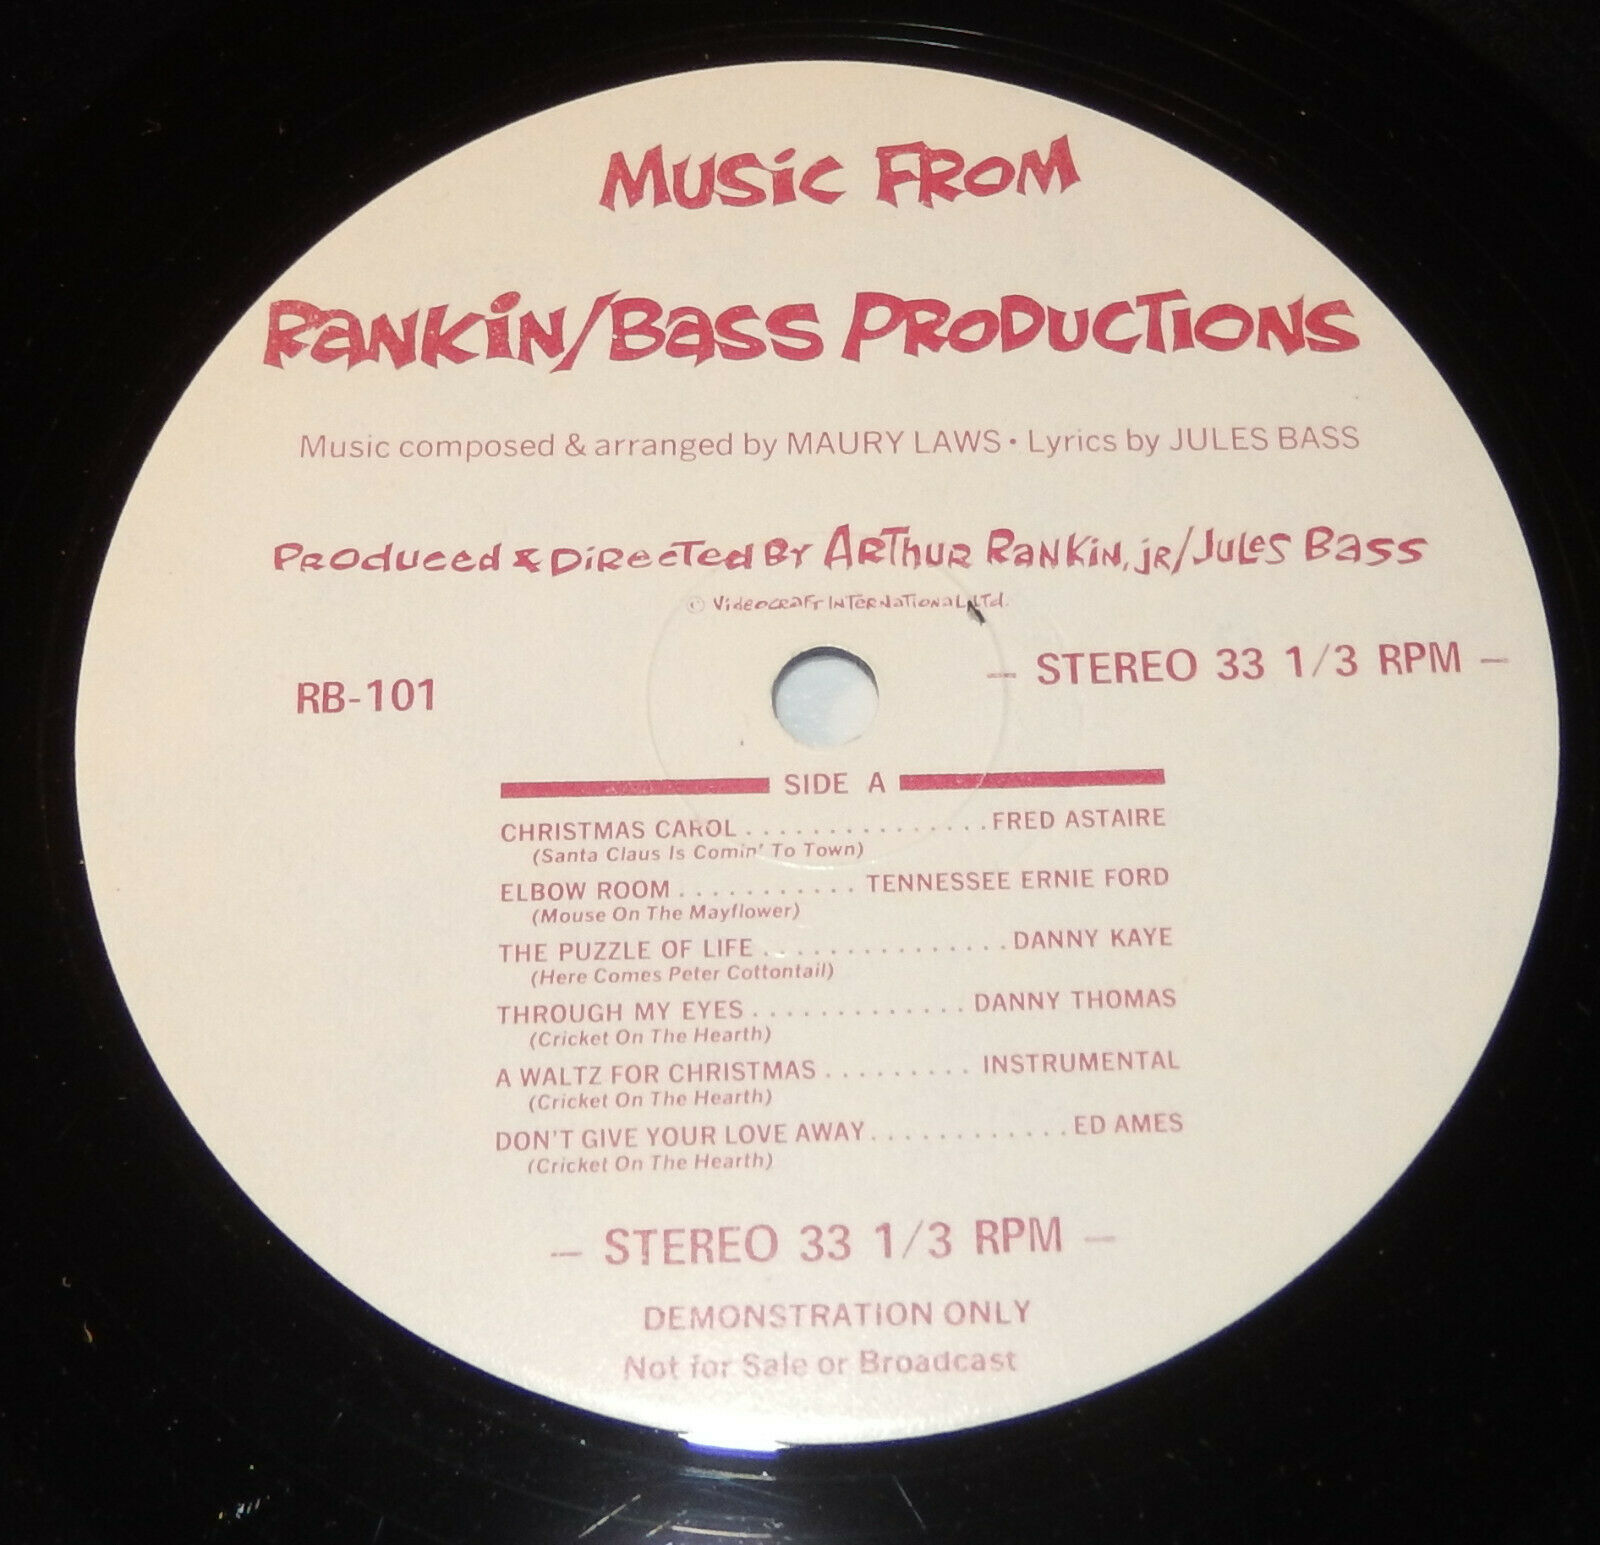 MUSIC FROM
RANKIN/BASS PRODUCTIONS
Music composed & arranged by MAURY LAWS • Lyrics by JULES BASS
PRODUCED & DIRECTED BY ARTHUR RANKIN, JR/JULES BASS
© VIDEOCRAFT INTERNATIONAL LTD.
RB-101
— STEREO 33 1/3 RPM —
SIDE A
CHRISTMAS CAROL . . . . . . . . . . . . . . . . FRED ASTAIRE
(Santa Claus Is Comin' To Town)
ELBOW ROOM . . . . . . . . . . . TENNESSEE ERNIE FORD
(Mouse On The Mayflower)
THE PUZZLE OF LIFE . . . . . . . . . . . . . . . . DANNY KAYE
(Here Comes Peter Cottontail)
THROUGH MY EYES . . . . . . . . . . . . . DANNY THOMAS
(Cricket On The Hearth)
A WALTZ FOR CHRISTMAS . . . . . . . . . INSTRUMENTAL
(Cricket On The Hearth)
DON'T GIVE YOUR LOVE AWAY . . . . . . . . . . . . ED AMES
(Cricket On The Hearth)
— STEREO 33 1/3 RPM —
DEMONSTRATION ONLY
Not for Sale or Broadcast